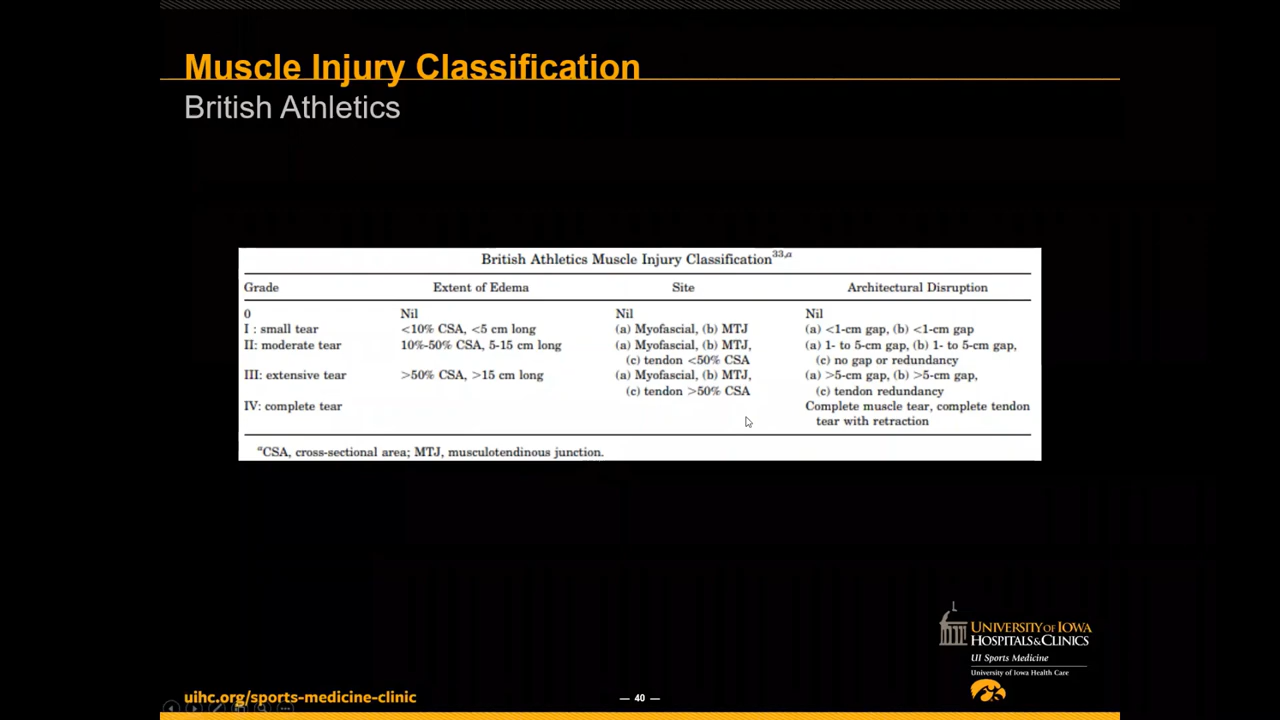 Muscle Injury Classification
British Athletics
British Athletics Muscle Injury Classification33,a
Grade Extent of Edema Site Architectural Disruption
0 Nil Nil Nil
I : small tear <10% CSA, <5 cm long (a) Myofascial, (b) MTJ (a) <1-cm gap, (b) <1-cm gap
II: moderate tear 10%-50% CSA, 5-15 cm long (a) Myofascial, (b) MTJ, (a) 1- to 5-cm gap, (b) 1- to 5-cm gap,
(c) tendon <50% CSA (c) no gap or redundancy
III: extensive tear >50% CSA, >15 cm long (a) Myofascial, (b) MTJ, (a) >5-cm gap, (b) >5-cm gap,
(c) tendon >50% CSA (c) tendon redundancy
IV: complete tear Complete muscle tear, complete tendon
tear with retraction
aCSA, cross-sectional area; MTJ, musculotendinous junction.
UNIVERSITY OF IOWA
HOSPITALS & CLINICS
UI Sports Medicine
University of Iowa Health Care
uihc.org/sports-medicine-clinic
— 40 —